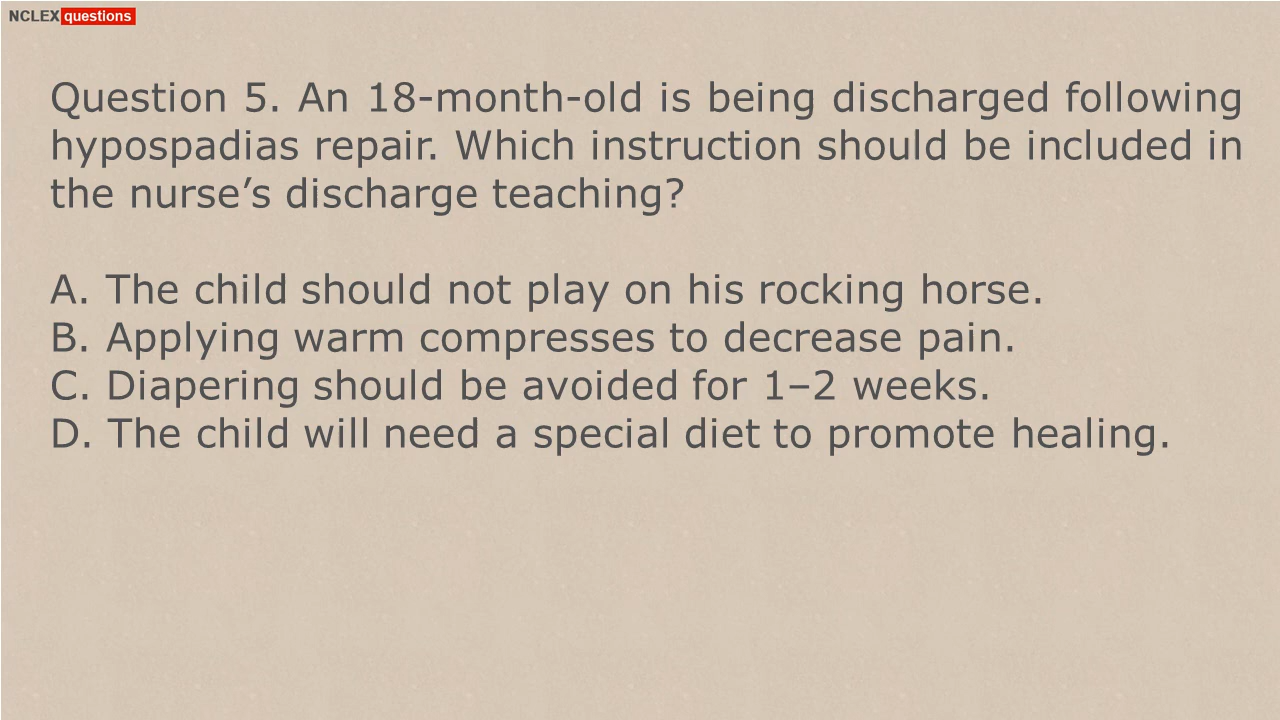 NCLEX questions
Question 5. An 18-month-old is being discharged following
hypospadias repair. Which instruction should be included in
the nurse’s discharge teaching?
A. The child should not play on his rocking horse.
B. Applying warm compresses to decrease pain.
C. Diapering should be avoided for 1–2 weeks.
D. The child will need a special diet to promote healing.